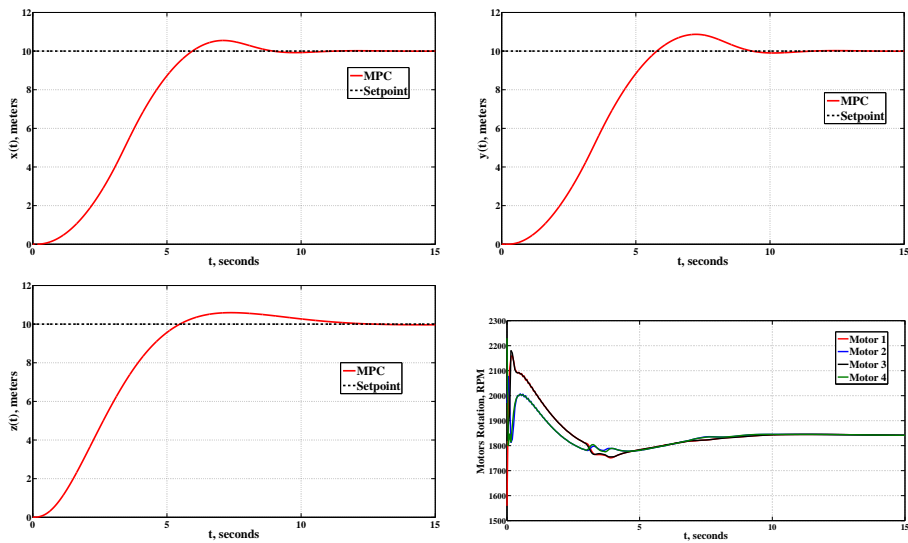 x(t), meters
12
10
8
6
4
2
0
0 5 10 15
t, seconds
MPC
Setpoint
y(t), meters
12
10
8
6
4
2
0
0 5 10 15
t, seconds
MPC
Setpoint
z(t), meters
12
10
8
6
4
2
0
0 5 10 15
t, seconds
MPC
Setpoint
Motors Rotation, RPM
2300
2200
2100
2000
1900
1800
1700
1600
1500
0 5 10 15
t, seconds
Motor 1
Motor 2
Motor 3
Motor 4